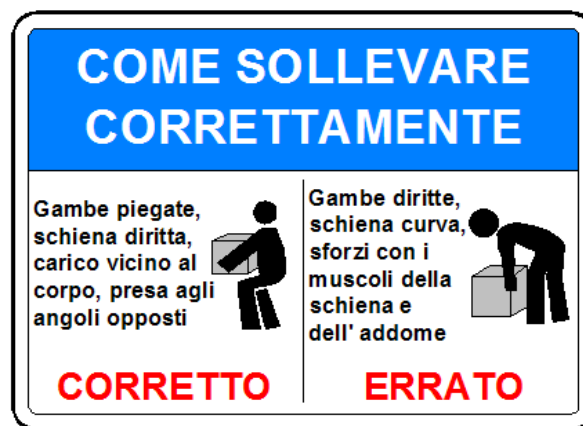 COME SOLLEVARE
CORRETTAMENTE
Gambe piegate,
schiena diritta,
carico vicino al
corpo, presa agli
angoli opposti
CORRETTO
Gambe diritte,
schiena curva,
sforzi con i
muscoli della
schiena e
dell' addome
ERRATO